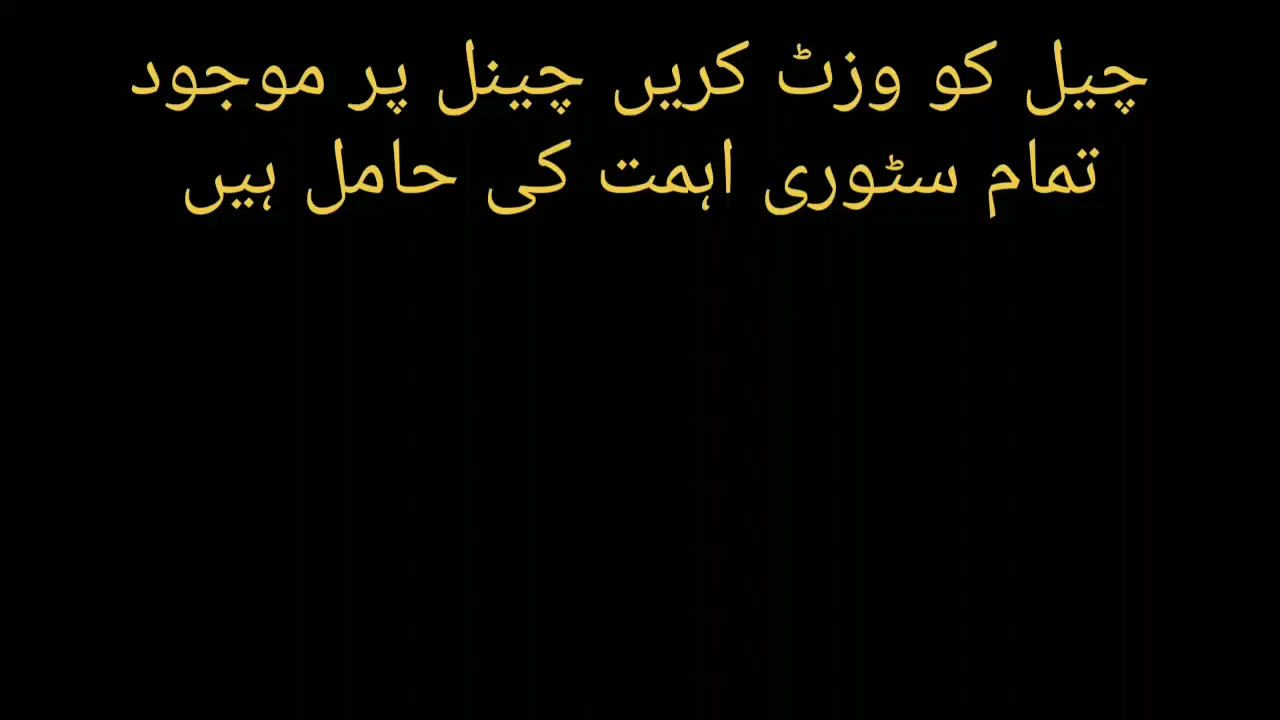 چیل کو وزٹ کریں چینل پر موجود
تمام سٹوری اہمت کی حامل ہیں